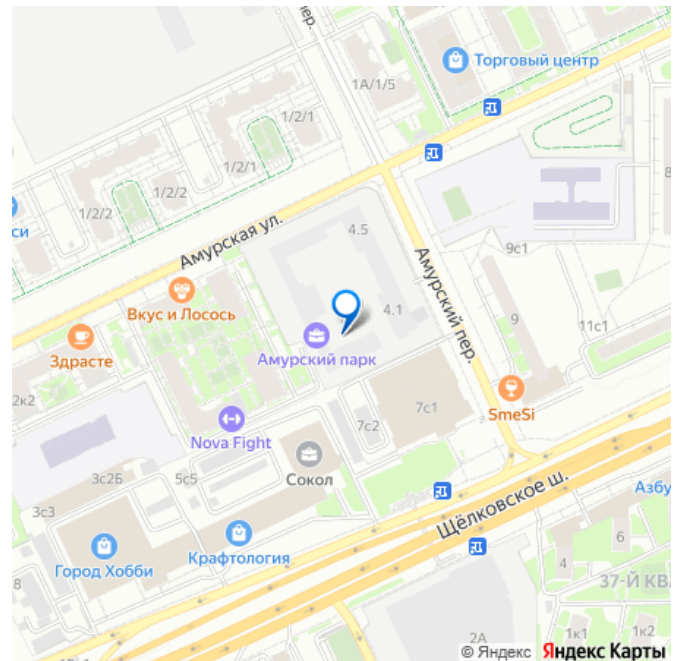 пер.
1А/1/5
Торговый центр
1/2/1
1/2/1
1/2/2
1/2/2
си
Амурская ул.
4.5
9с1
8
Амурский пер.
Вкус и Лосось
4.1
9
11с1
Здрасте
Амурский парк
2к2
SmeSi
7с1
7с2
Nova Fight
Сокол
3с2Б
5с5
Щёлковское ш.
Азбу
3с3
Крафтология
Город Хобби
8
6
4
37-Й КВА
2А
1к1
1к2
© Яндекс Яндекс Карты